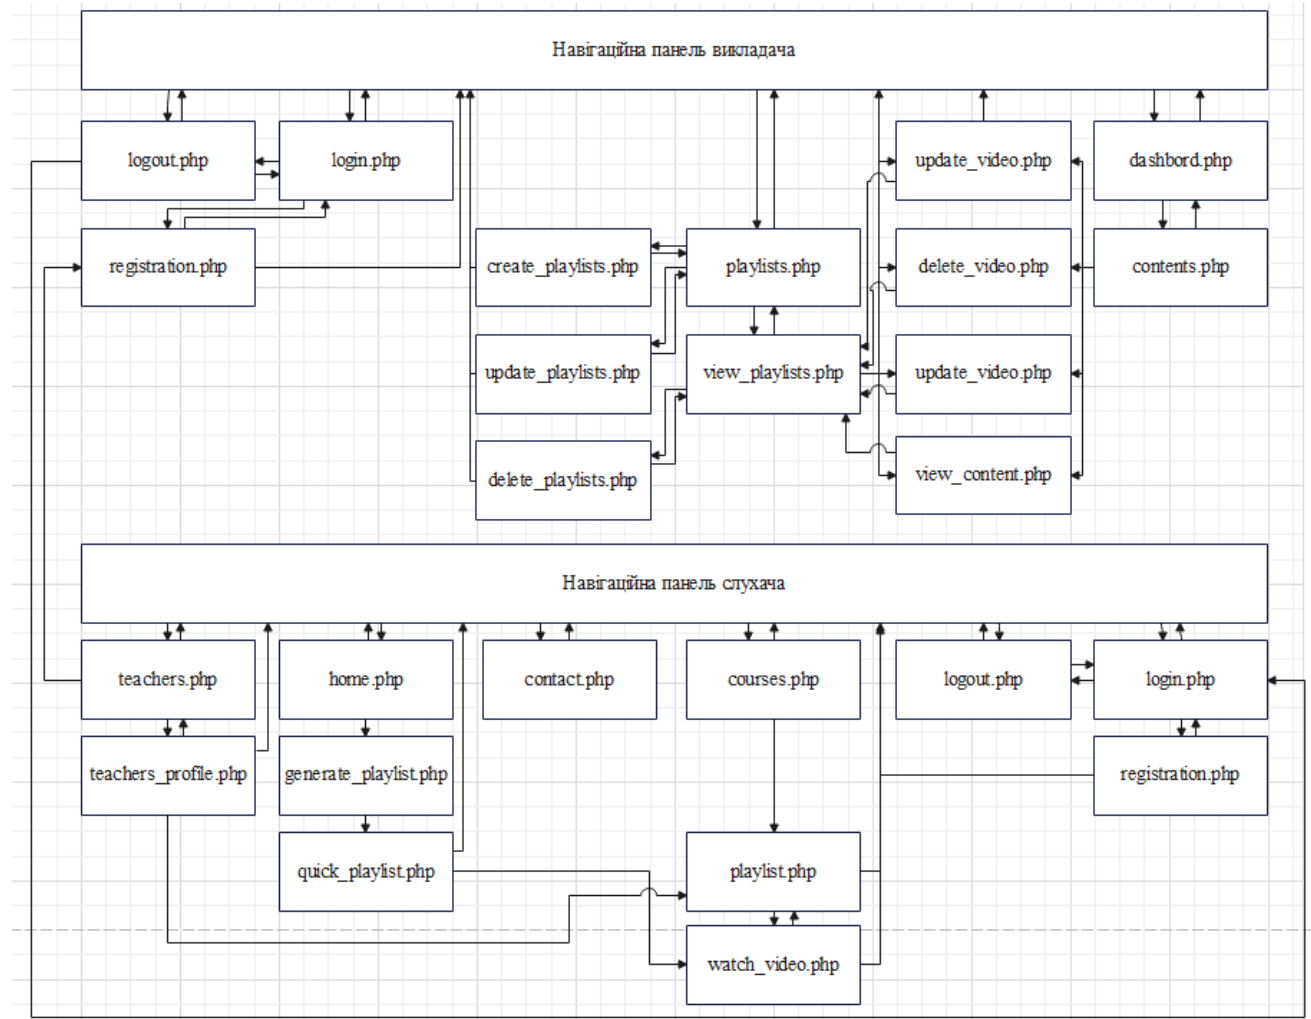 Навігаційна панель викладача
logout.php
login.php
update_video.php
dashbord.php
registration.php
create_playlists.php
playlists.php
delete_video.php
contents.php
update_playlists.php
view_playlists.php
update_video.php
delete_playlists.php
view_content.php
Навігаційна панель слухача
teachers.php
home.php
contact.php
courses.php
logout.php
login.php
teachers_profile.php
generate_playlist.php
registration.php
quick_playlist.php
playlist.php
watch_video.php